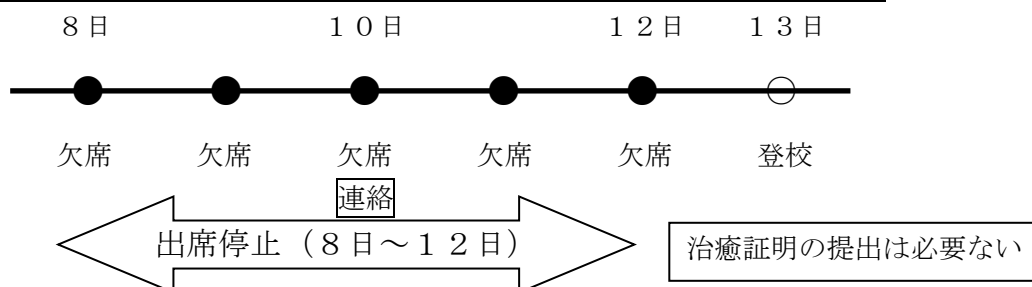 ８日 １０日 １２日 １３日
欠席 欠席 欠席 欠席 欠席 登校
連絡
出席停止（８日～１２日）
治癒証明の提出は必要ない